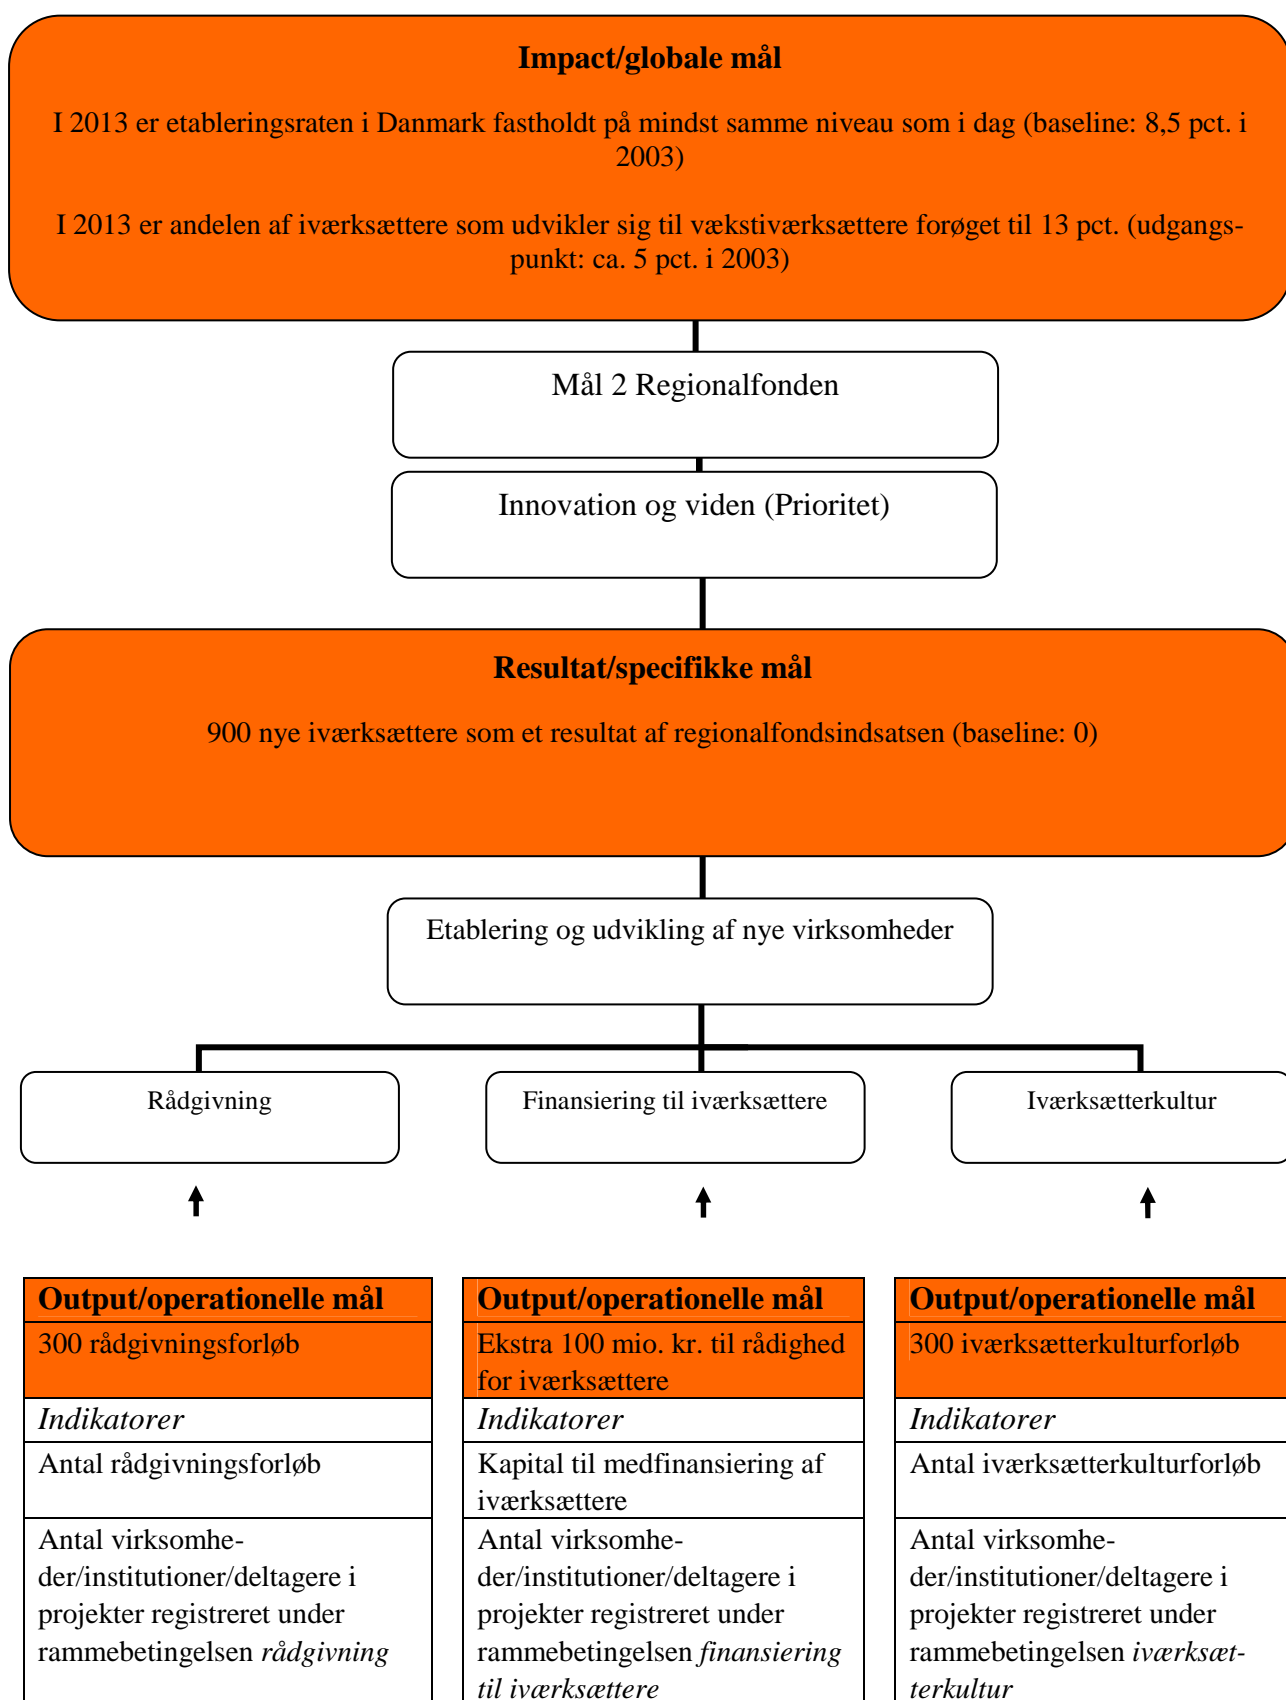 Impact/globale mål
I 2013 er etableringsraten i Danmark fastholdt på mindst samme niveau som i dag (baseline: 8,5 pct. i
2003)
I 2013 er andelen af iværksættere som udvikler sig til vækstiværksættere forøget til 13 pct. (udgangs-
punkt: ca. 5 pct. i 2003)
Mål 2 Regionalfonden
Innovation og viden (Prioritet)
Resultat/specifikke mål
900 nye iværksættere som et resultat af regionalfondsindsatsen (baseline: 0)
Etablering og udvikling af nye virksomheder
Rådgivning
Finansiering til iværksættere
Iværksætterkultur
Output/operationelle mål
300 rådgivningsforløb
Indikatorer
Antal rådgivningsforløb
Antal virksomhe-
der/institutioner/deltagere i
projekter registreret under
rammebetingelsen rådgivning
Output/operationelle mål
Ekstra 100 mio. kr. til rådighed
for iværksættere
Indikatorer
Kapital til medfinansiering af
iværksættere
Antal virksomhe-
der/institutioner/deltagere i
projekter registreret under
rammebetingelsen finansiering
til iværksættere
Output/operationelle mål
300 iværksætterkulturforløb
Indikatorer
Antal iværksætterkulturforløb
Antal virksomhe-
der/institutioner/deltagere i
projekter registreret under
rammebetingelsen iværksæt-
terkultur